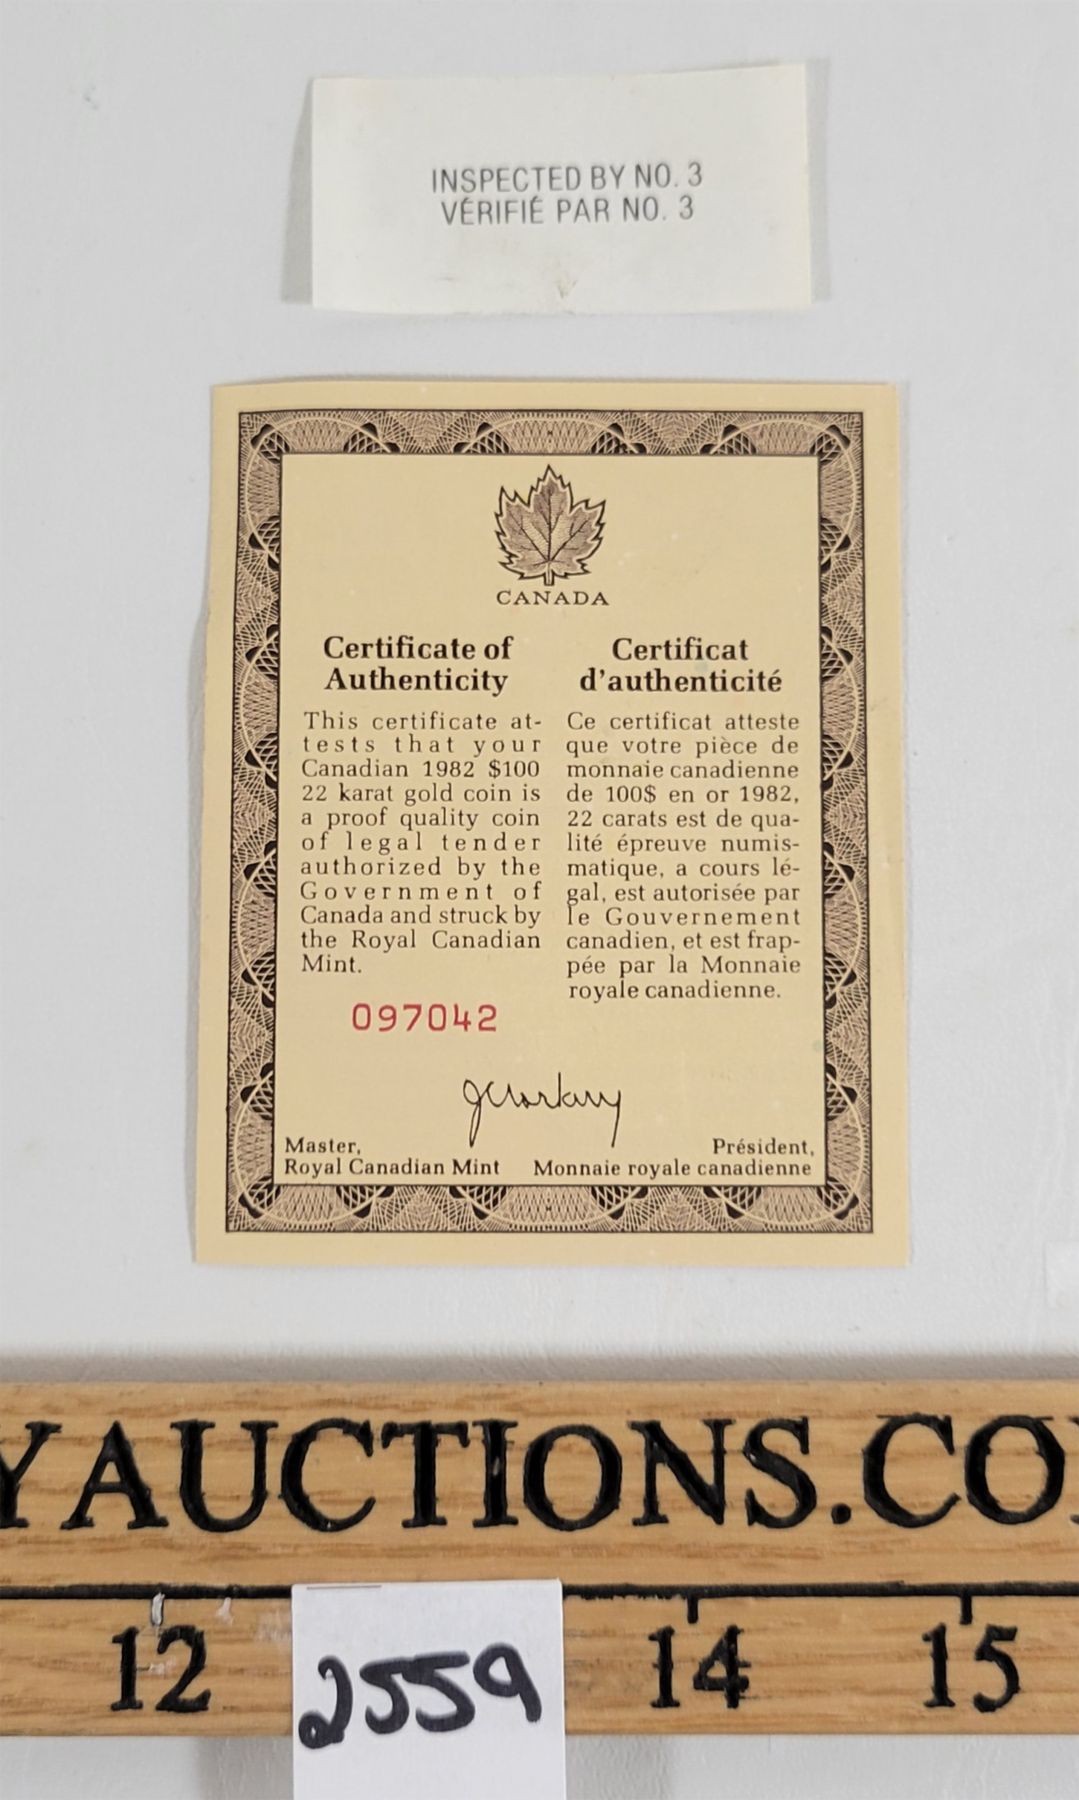 INSPECTED BY NO. 3
VÉRIFIÉ PAR NO. 3
CANADA
Certificate of
Authenticity
This certificate at-
tests that your
Canadian 1982 $100
22 karat gold coin is
a proof quality coin
of legal tender
authorized by the
Government of
Canada and struck by
the Royal Canadian
Mint.
097042
Certificat
d'authenticité
Ce certificat atteste
que votre pièce de
monnaie canadienne
de 100$ en or 1982,
22 carats est de qua-
lité épreuve numis-
matique, a cours lé-
gal, est autorisée par
le Gouvernement
canadien, et est frap-
pée par la Monnaie
royale canadienne.
Master,
Royal Canadian Mint
Président,
Monnaie royale canadienne
YAUCTIONS.CO
12 14 15
2559